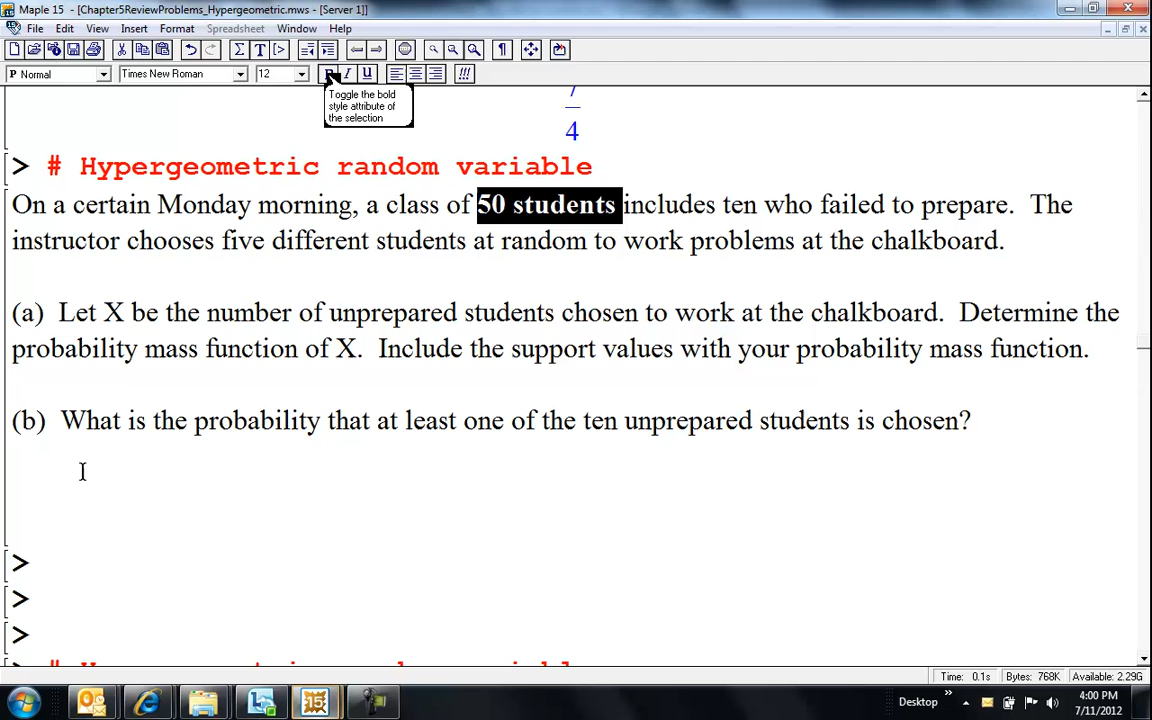 Maple 15 - [Chapter5ReviewProblems_Hypergeometric.mws - [Server 1]]
File Edit View Insert Format Spreadsheet Window Help
P Normal Times New Roman 12 B I U !!!
Toggle the bold
style attribute of
the selection
4
> # Hypergeometric random variable
On a certain Monday morning, a class of 50 students includes ten who failed to prepare. The
instructor chooses five different students at random to work problems at the chalkboard.
(a) Let X be the number of unprepared students chosen to work at the chalkboard. Determine the
probability mass function of X. Include the support values with your probability mass function.
(b) What is the probability that at least one of the ten unprepared students is chosen?
>
>
>
Time: 0.1s Bytes: 768K Available: 2.29G
Desktop
4:00 PM
7/11/2012